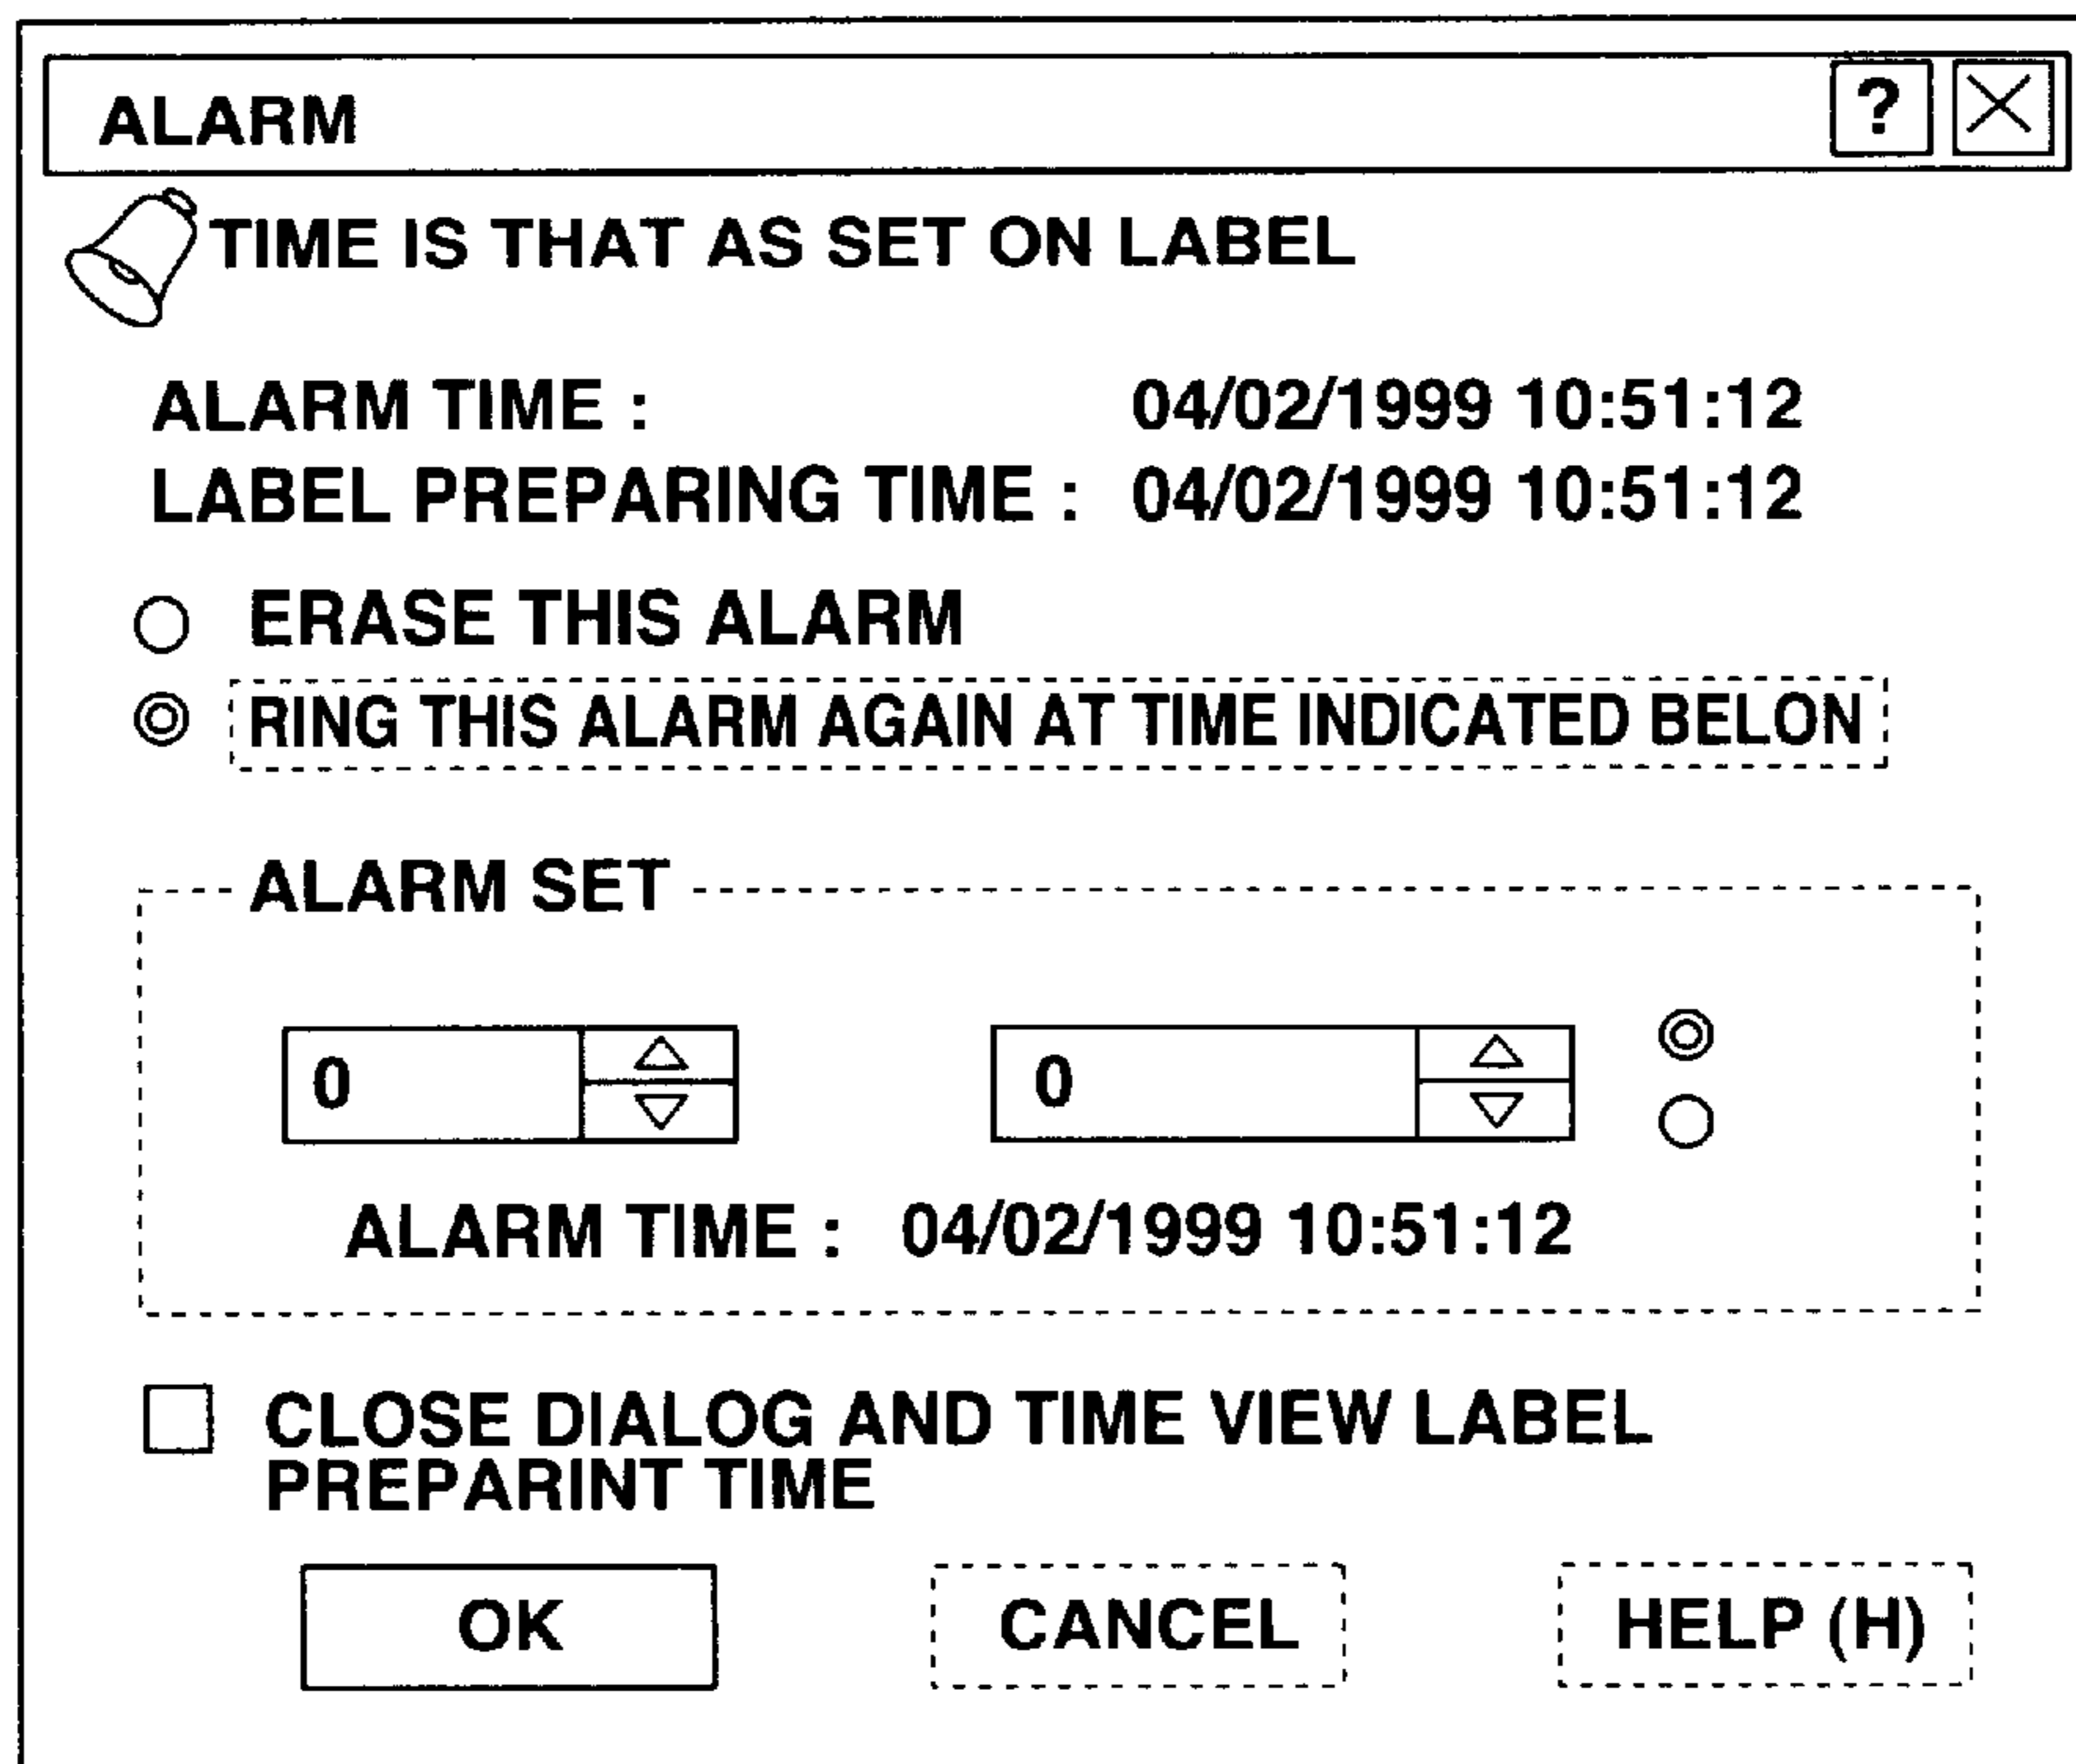 ALARM ?
TIME IS THAT AS SET ON LABEL
ALARM TIME : 04/02/1999 10:51:12
LABEL PREPARING TIME : 04/02/1999 10:51:12
ERASE THIS ALARM
RING THIS ALARM AGAIN AT TIME INDICATED BELON
ALARM SET
0 0
ALARM TIME : 04/02/1999 10:51:12
CLOSE DIALOG AND TIME VIEW LABEL
PREPARINT TIME
OK CANCEL HELP (H)